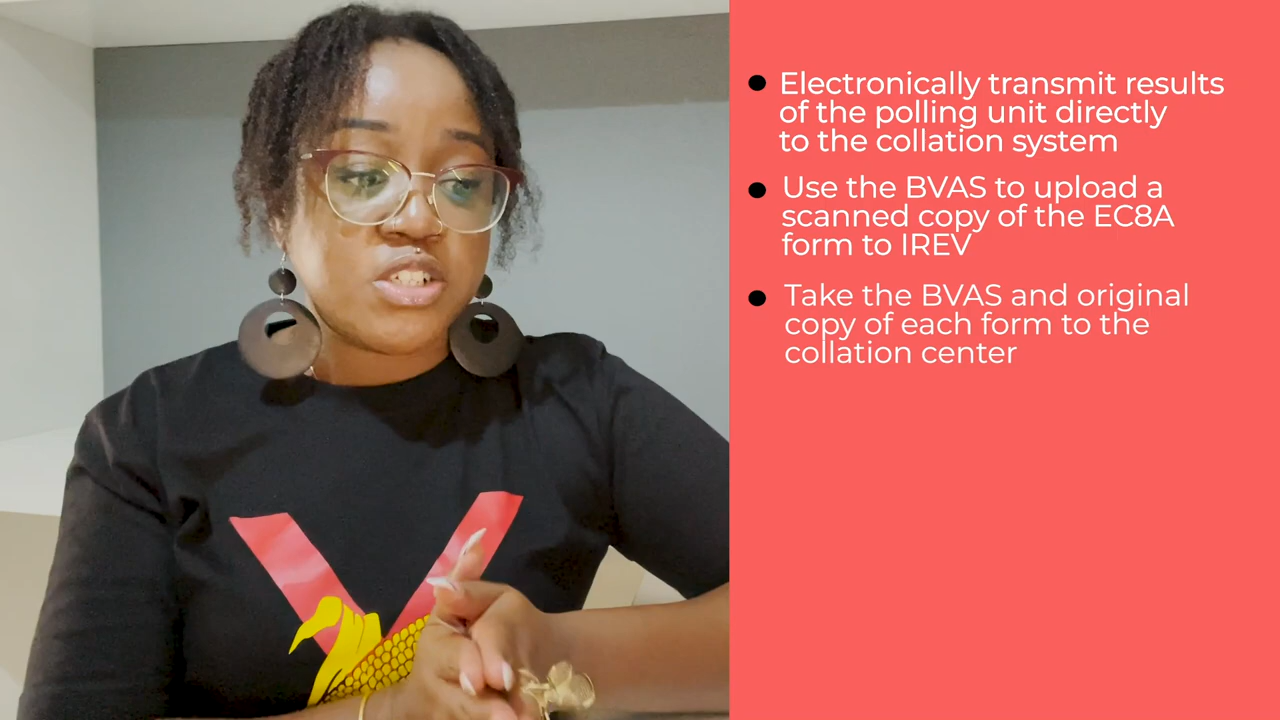 Electronically transmit results
of the polling unit directly
to the collation system
Use the BVAS to upload a
scanned copy of the EC8A
form to IREV
Take the BVAS and original
copy of each form to the
collation center